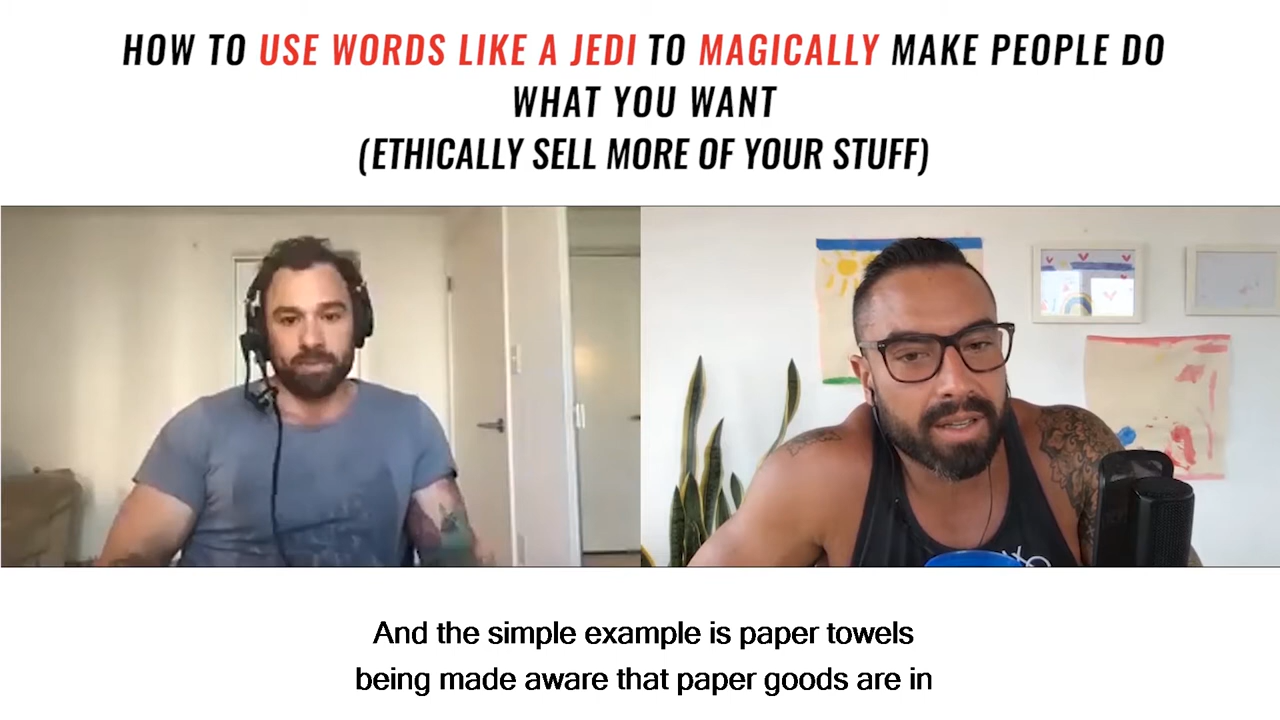 HOW TO USE WORDS LIKE A JEDI TO MAGICALLY MAKE PEOPLE DO
WHAT YOU WANT
(ETHICALLY SELL MORE OF YOUR STUFF)
And the simple example is paper towels
being made aware that paper goods are in